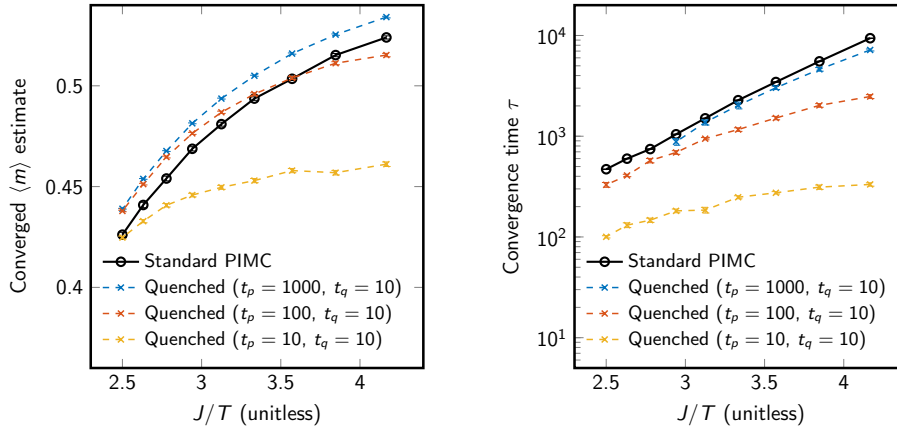 0.5
0.45
0.4
Converged ⟨m⟩ estimate
Standard PIMC
Quenched (t_p = 1000, t_q = 10)
Quenched (t_p = 100, t_q = 10)
Quenched (t_p = 10, t_q = 10)
2.5 3 3.5 4
J/T (unitless)
10^4
10^3
10^2
10^1
Convergence time τ
Standard PIMC
Quenched (t_p = 1000, t_q = 10)
Quenched (t_p = 100, t_q = 10)
Quenched (t_p = 10, t_q = 10)
2.5 3 3.5 4
J/T (unitless)